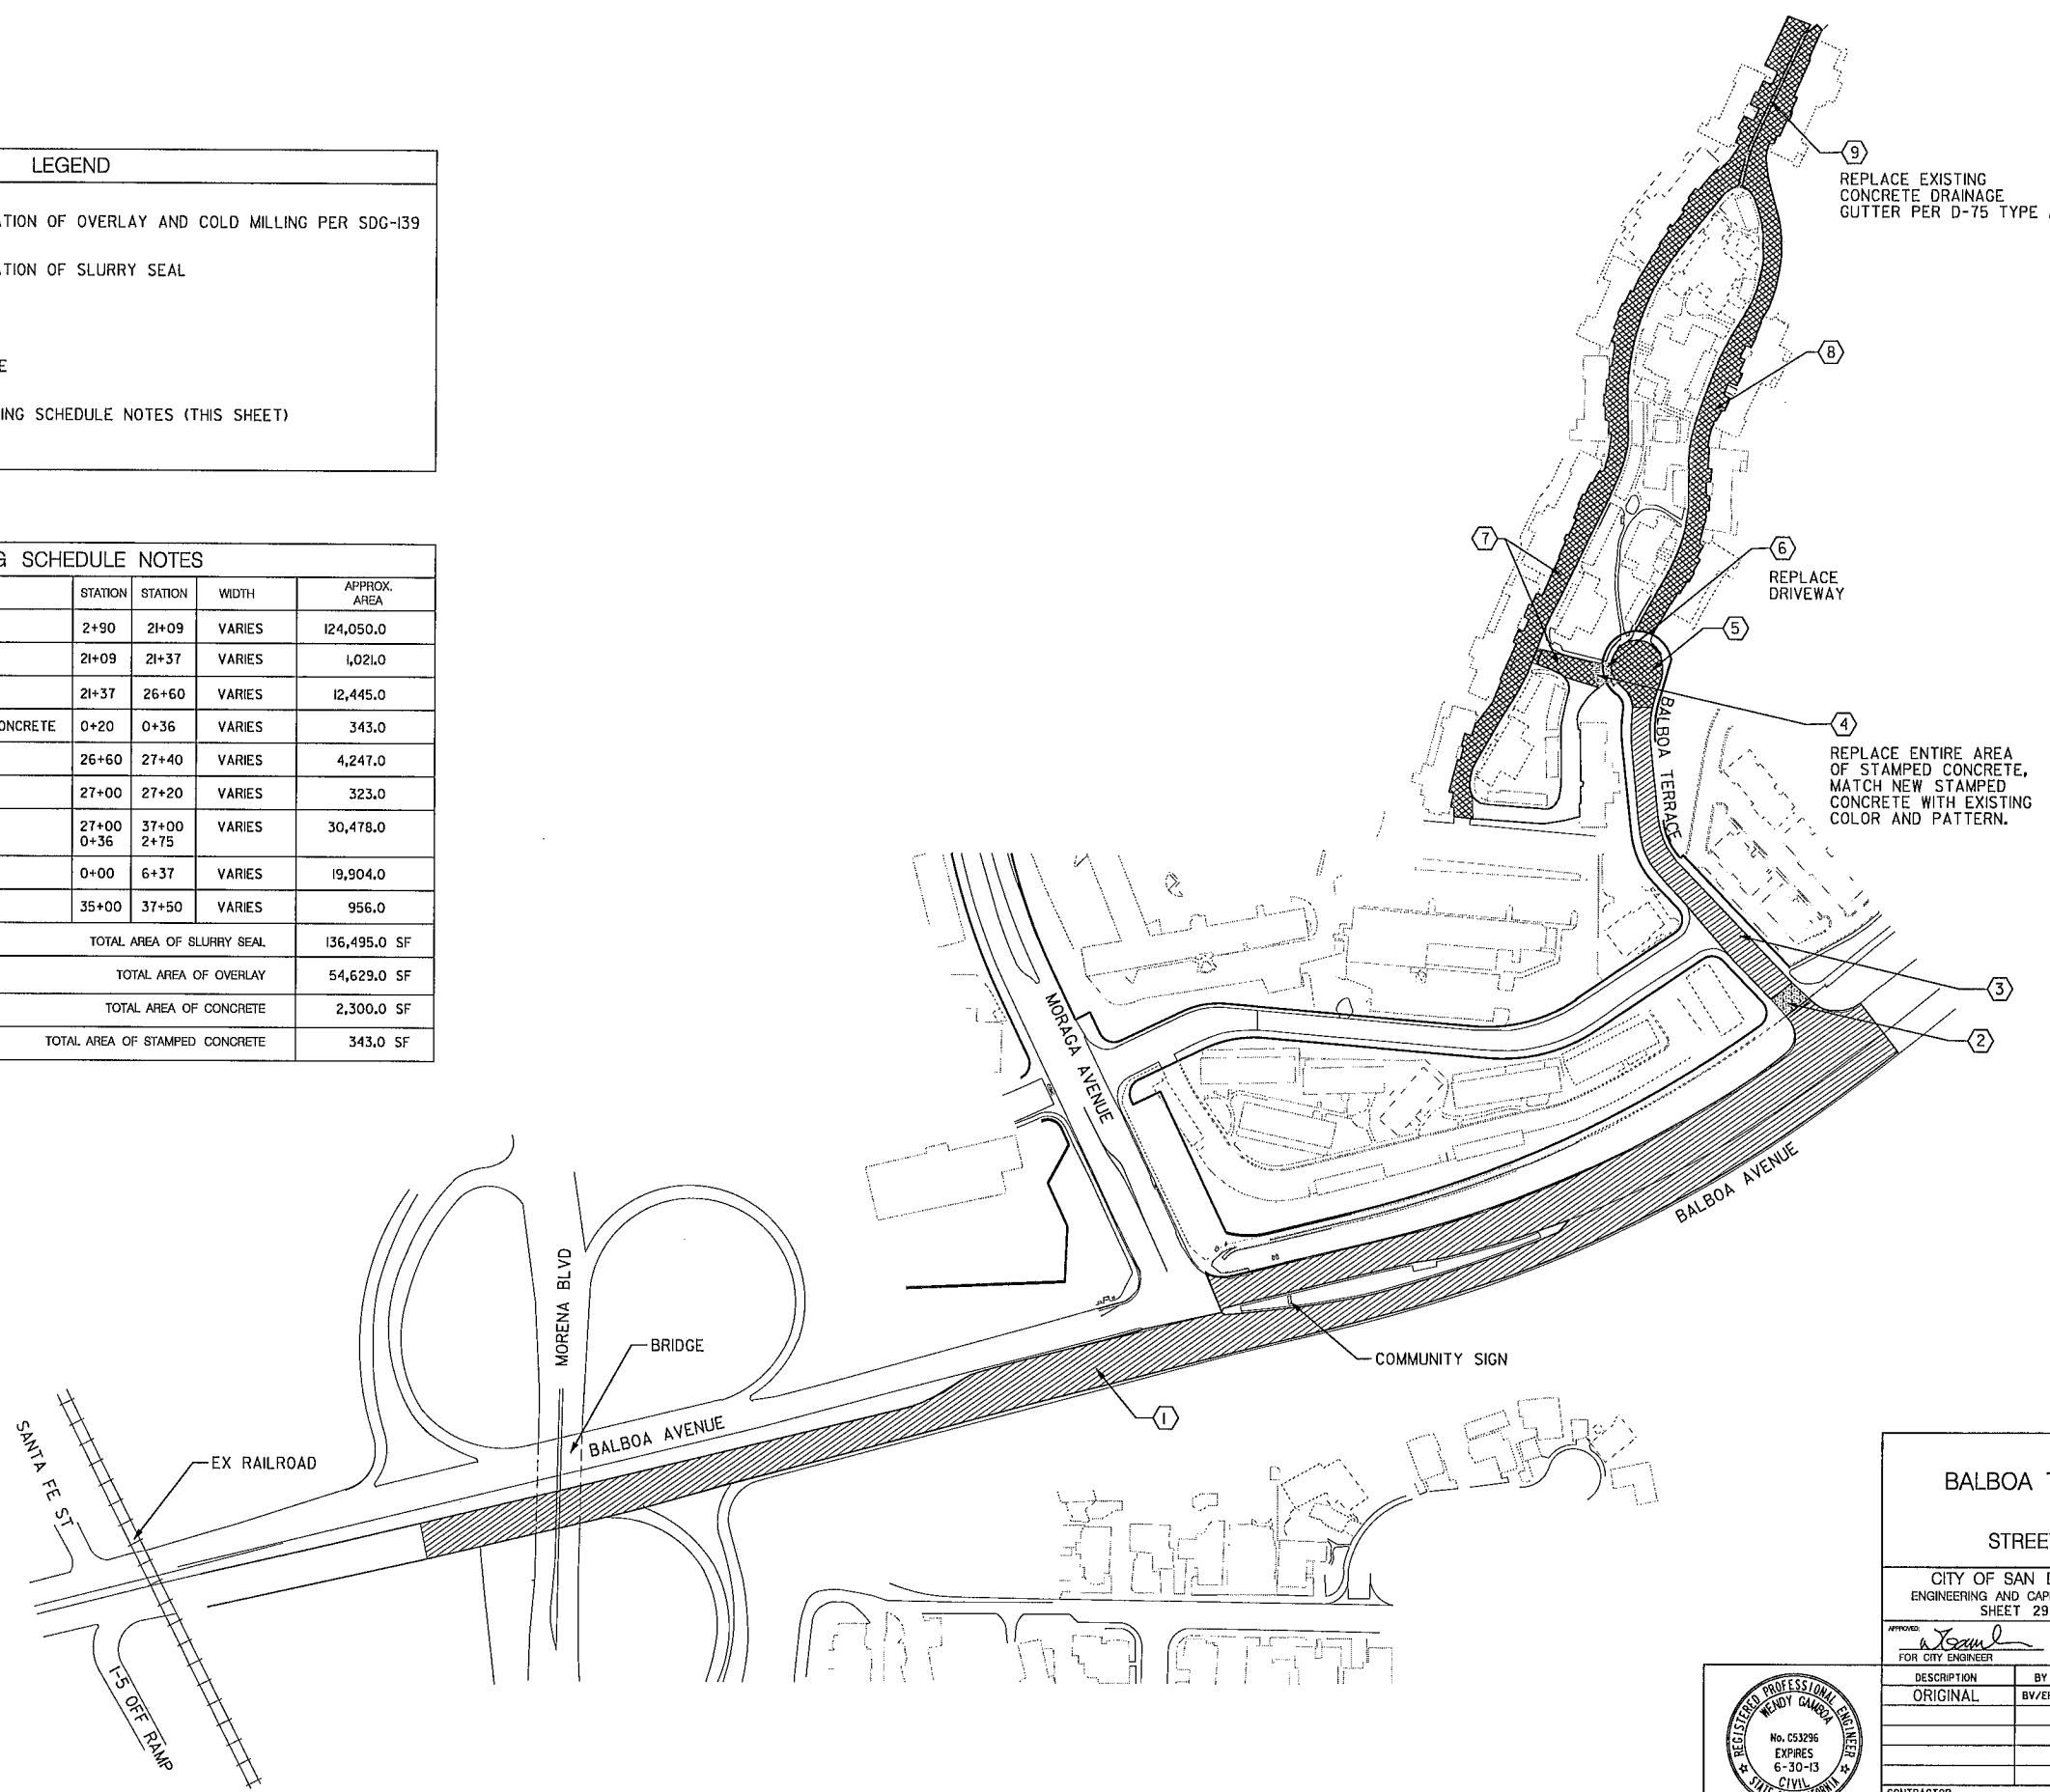 LEGEND
ATION OF OVERLAY AND COLD MILLING PER SDG-139
ATION OF SLURRY SEAL
E
ING SCHEDULE NOTES (THIS SHEET)
G SCHEDULE NOTES
STATION STATION WIDTH APPROX. AREA
2+90 21+09 VARIES 124,050.0
21+09 21+37 VARIES 1,021.0
21+37 26+60 VARIES 12,445.0
ONCRETE 0+20 0+36 VARIES 343.0
26+60 27+40 VARIES 4,247.0
27+00 27+20 VARIES 323.0
27+00 37+00 VARIES 30,478.0
0+36 2+75
0+00 6+37 VARIES 19,904.0
35+00 37+50 VARIES 956.0
TOTAL AREA OF SLURRY SEAL 136,495.0 SF
TOTAL AREA OF OVERLAY 54,629.0 SF
TOTAL AREA OF CONCRETE 2,300.0 SF
TOTAL AREA OF STAMPED CONCRETE 343.0 SF
9
REPLACE EXISTING
CONCRETE DRAINAGE
GUTTER PER D-75 TYPE
8
7
6
REPLACE
DRIVEWAY
5
4
REPLACE ENTIRE AREA
OF STAMPED CONCRETE,
MATCH NEW STAMPED
CONCRETE WITH EXISTING
COLOR AND PATTERN.
BALBOA TERRACE
3
2
MORAGA AVENUE
BALBOA AVENUE
MORENA BLVD
BRIDGE
COMMUNITY SIGN
1
BALBOA AVENUE
SANTA FE ST
EX RAILROAD
I-5 OFF RAMP
BALBOA T
STREE
CITY OF SAN D
ENGINEERING AND CAP
SHEET 29
APPROVED:
FOR CITY ENGINEER
DESCRIPTION BY
ORIGINAL BV/E
CONTRACTOR
REGISTERED PROFESSIONAL ENGINEER
WENDY GAMBOA
No. C53296
EXPIRES
6-30-13
CIVIL